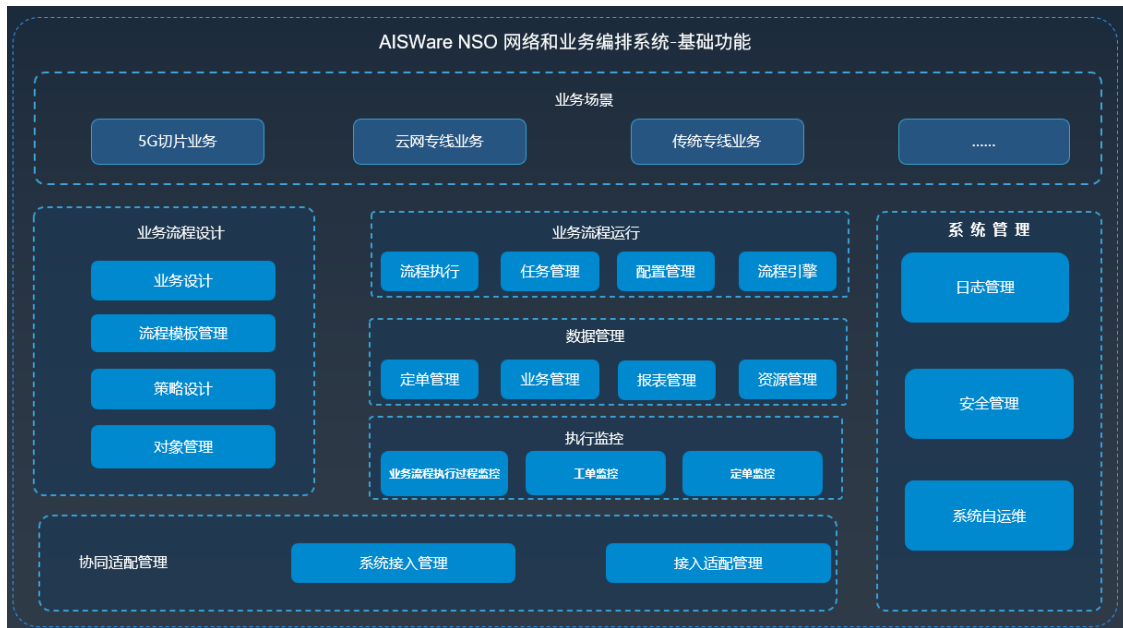 AISWare NSO 网络和业务编排系统-基础功能
业务场景
5G切片业务
云网专线业务
传统专线业务
......
业务流程设计
业务设计
流程模板管理
策略设计
对象管理
业务流程运行
流程执行
任务管理
配置管理
流程引擎
数据管理
定单管理
业务管理
报表管理
资源管理
执行监控
业务流程执行过程监控
工单监控
定单监控
系统管理
日志管理
安全管理
系统自运维
协同适配管理
系统接入管理
接入适配管理